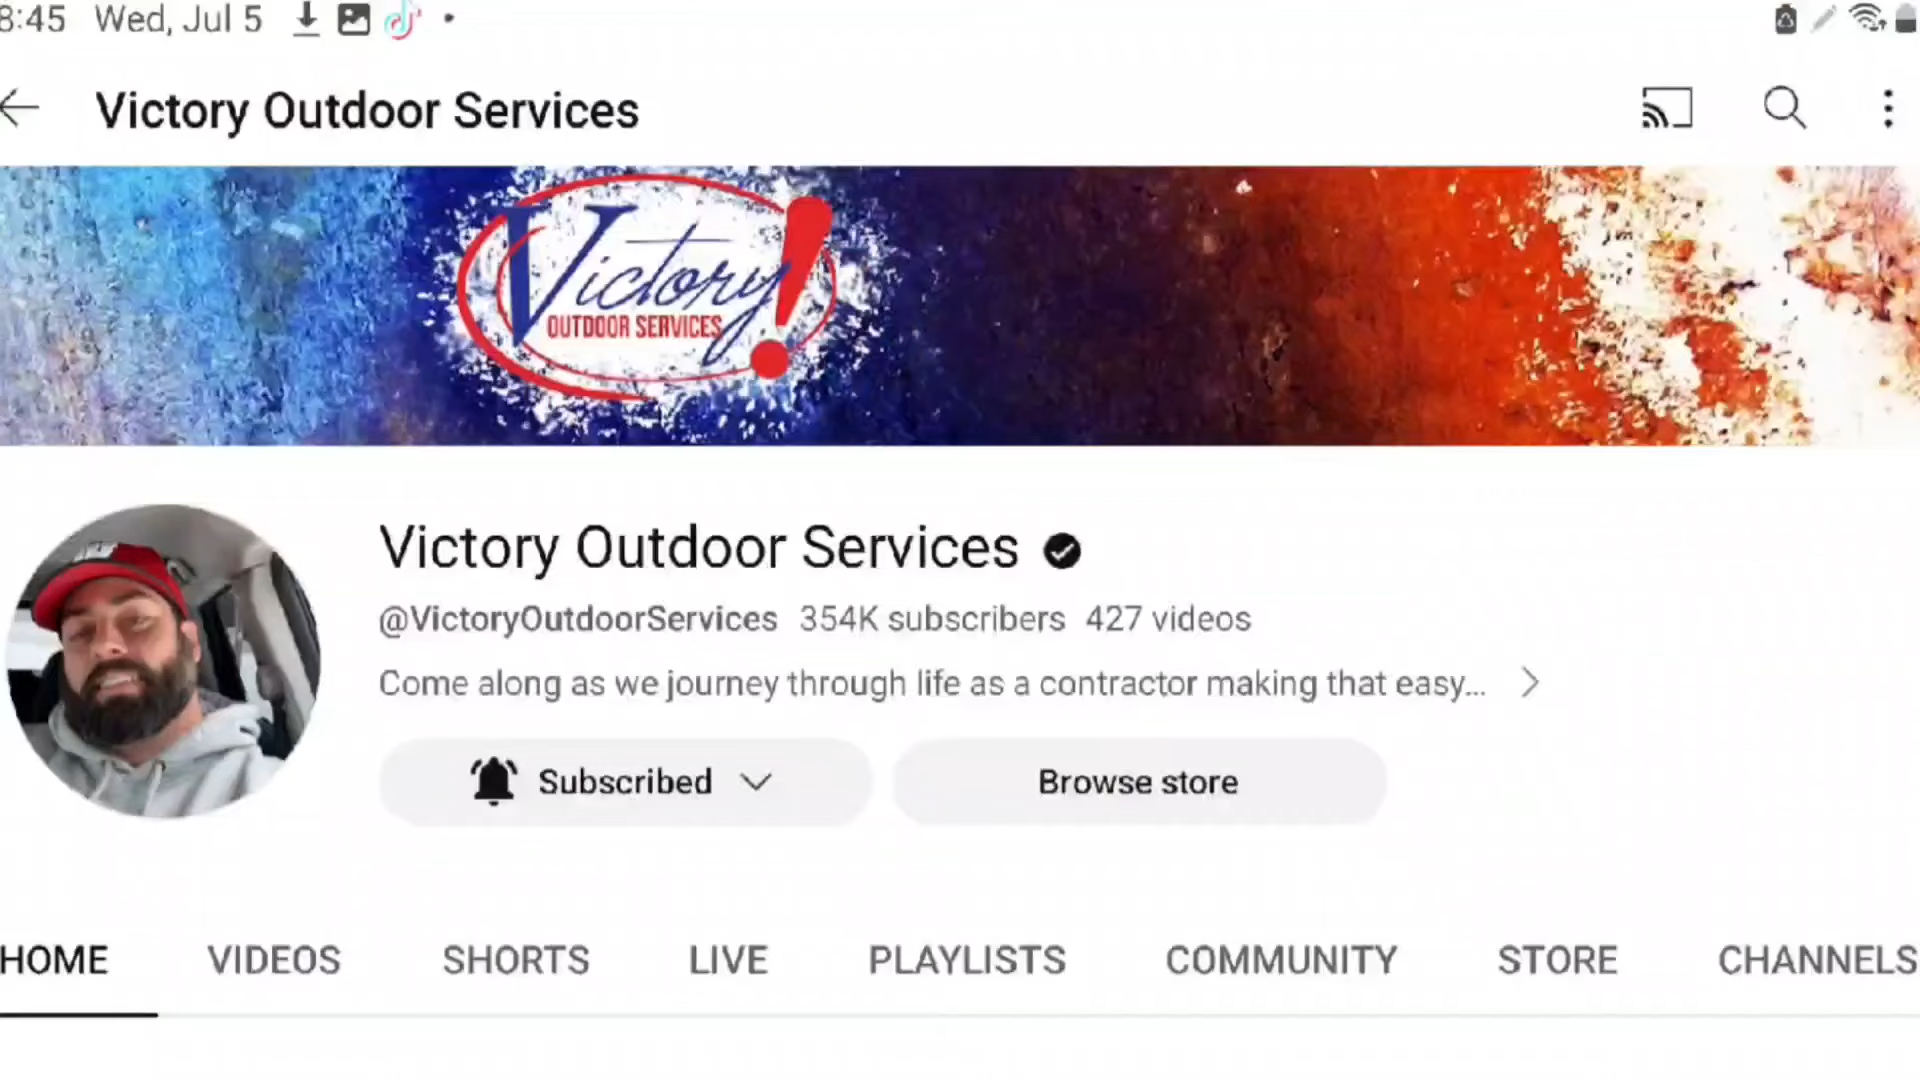 8:45 Wed, Jul 5
Victory Outdoor Services
Victory!
OUTDOOR SERVICES
Victory Outdoor Services
@VictoryOutdoorServices 354K subscribers 427 videos
Come along as we journey through life as a contractor making that easy...
Subscribed Browse store
HOME VIDEOS SHORTS LIVE PLAYLISTS COMMUNITY STORE CHANNELS